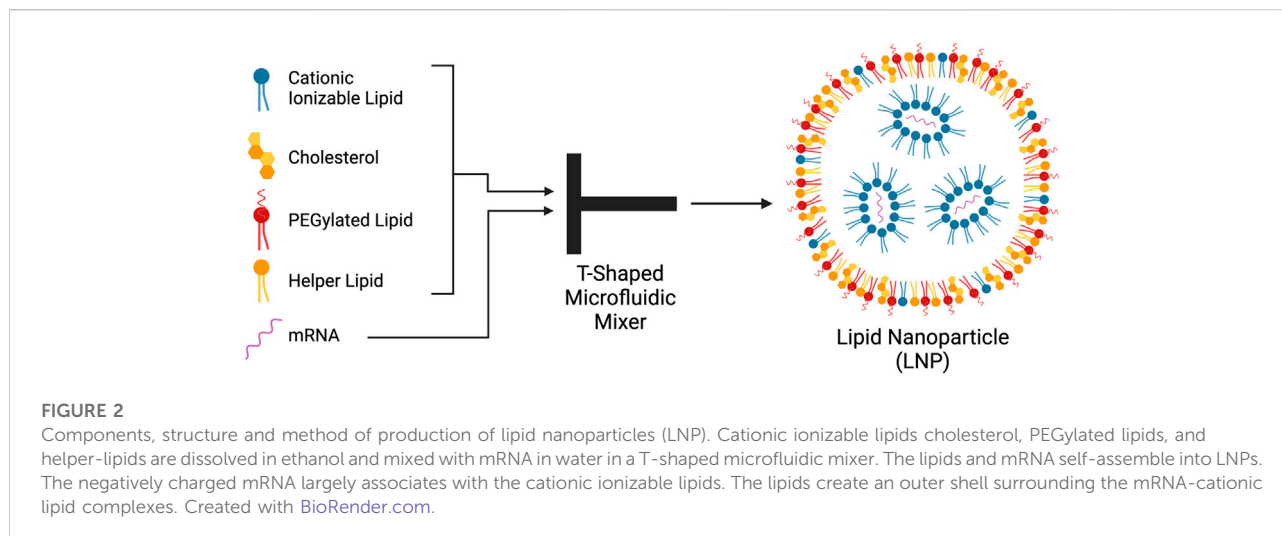 Cationic
Ionizable Lipid
Cholesterol
PEGylated Lipid
Helper Lipid
mRNA
T-Shaped
Microfluidic
Mixer
Lipid Nanoparticle
(LNP)
FIGURE 2
Components, structure and method of production of lipid nanoparticles (LNP). Cationic ionizable lipids cholesterol, PEGylated lipids, and
helper-lipids are dissolved in ethanol and mixed with mRNA in water in a T-shaped microfluidic mixer. The lipids and mRNA self-assemble into LNPs.
The negatively charged mRNA largely associates with the cationic ionizable lipids. The lipids create an outer shell surrounding the mRNA-cationic
lipid complexes. Created with BioRender.com.